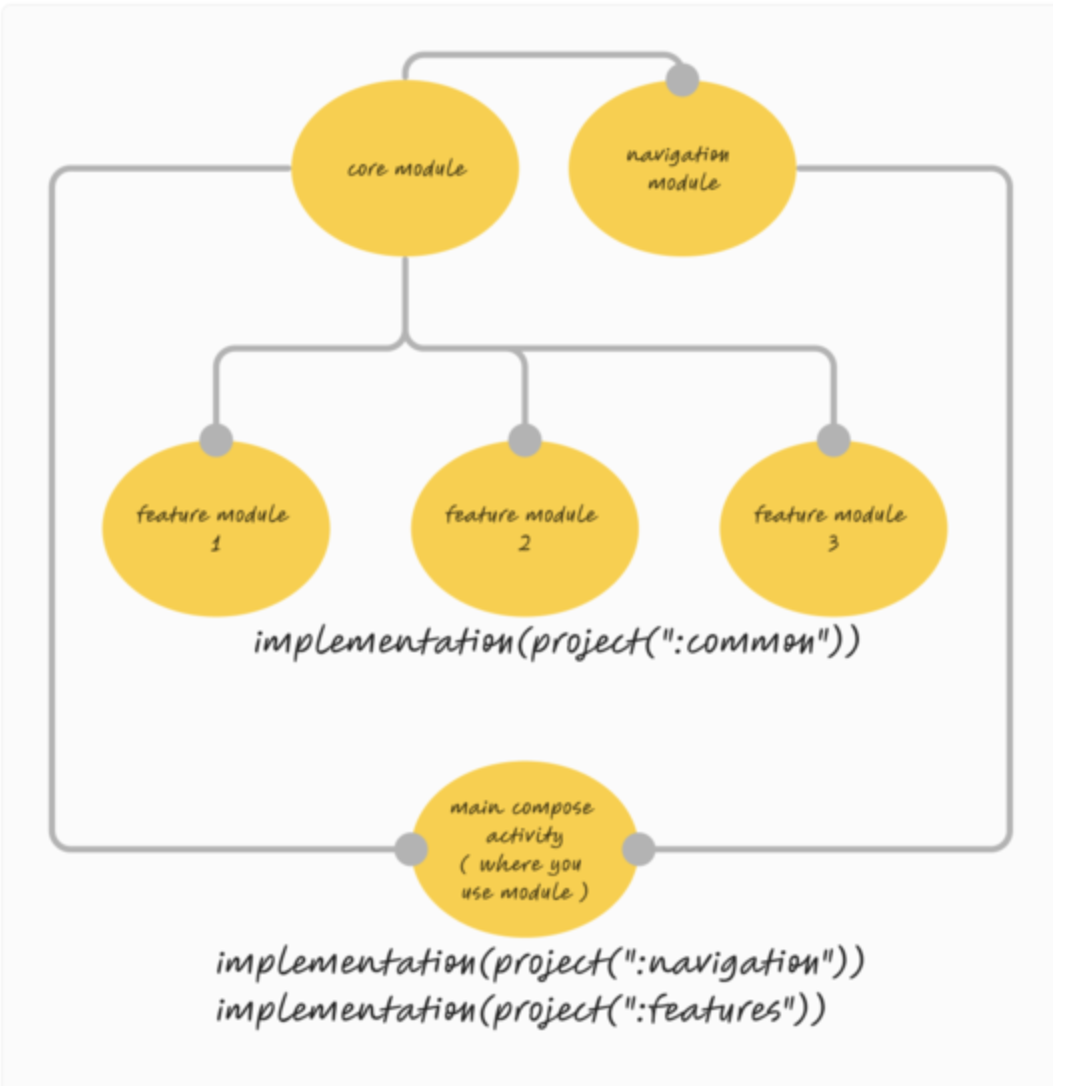 core module
navigation
module
feature module
1
feature module
2
feature module
3
implementation(project(":common"))
main compose
activity
( where you
use module )
implementation(project(":navigation"))
implementation(project(":features"))